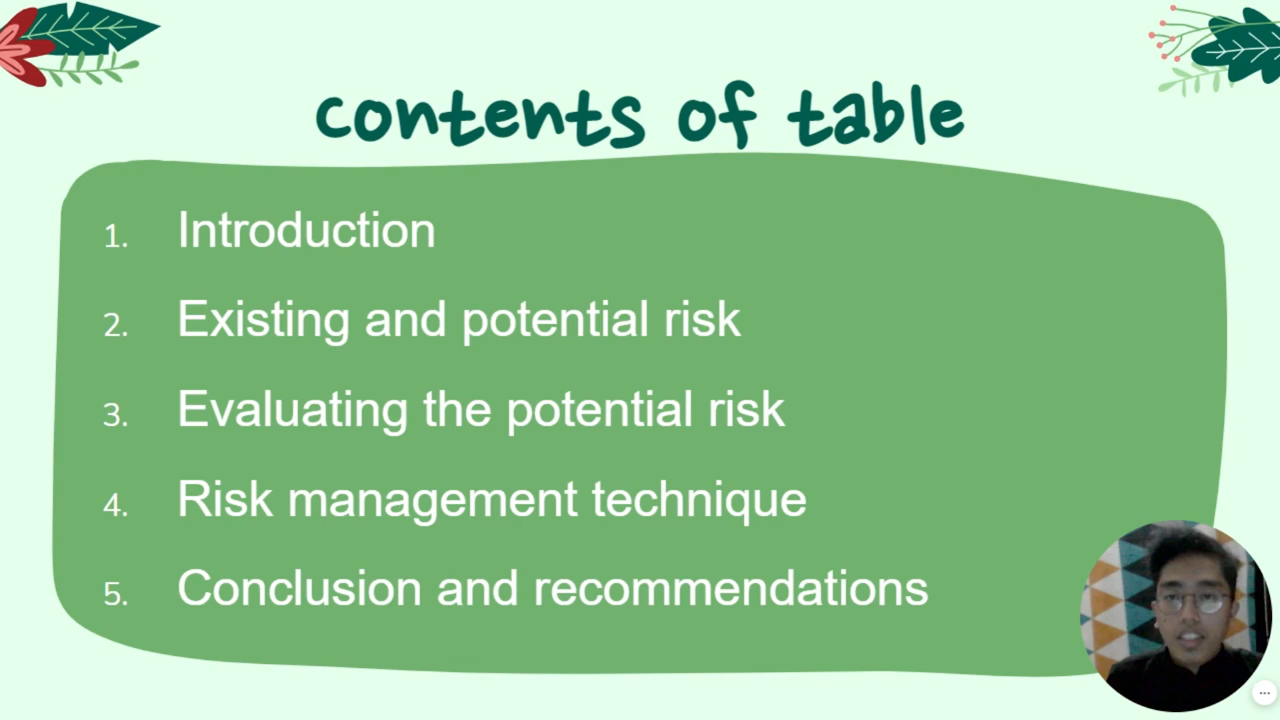 contents of table
1. Introduction
2. Existing and potential risk
3. Evaluating the potential risk
4. Risk management technique
5. Conclusion and recommendations